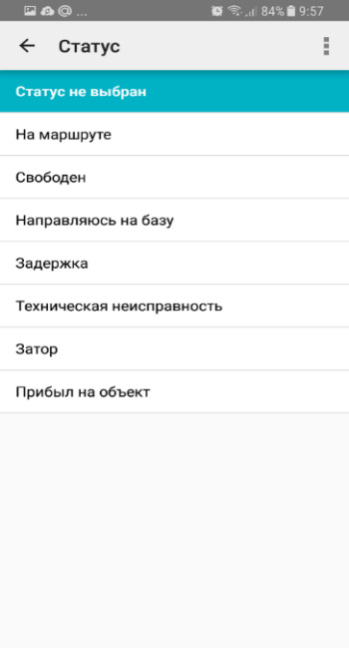 @ ... 84% 9:57
Статус
Статус не выбран
На маршруте
Свободен
Направляюсь на базу
Задержка
Техническая неисправность
Затор
Прибыл на объект